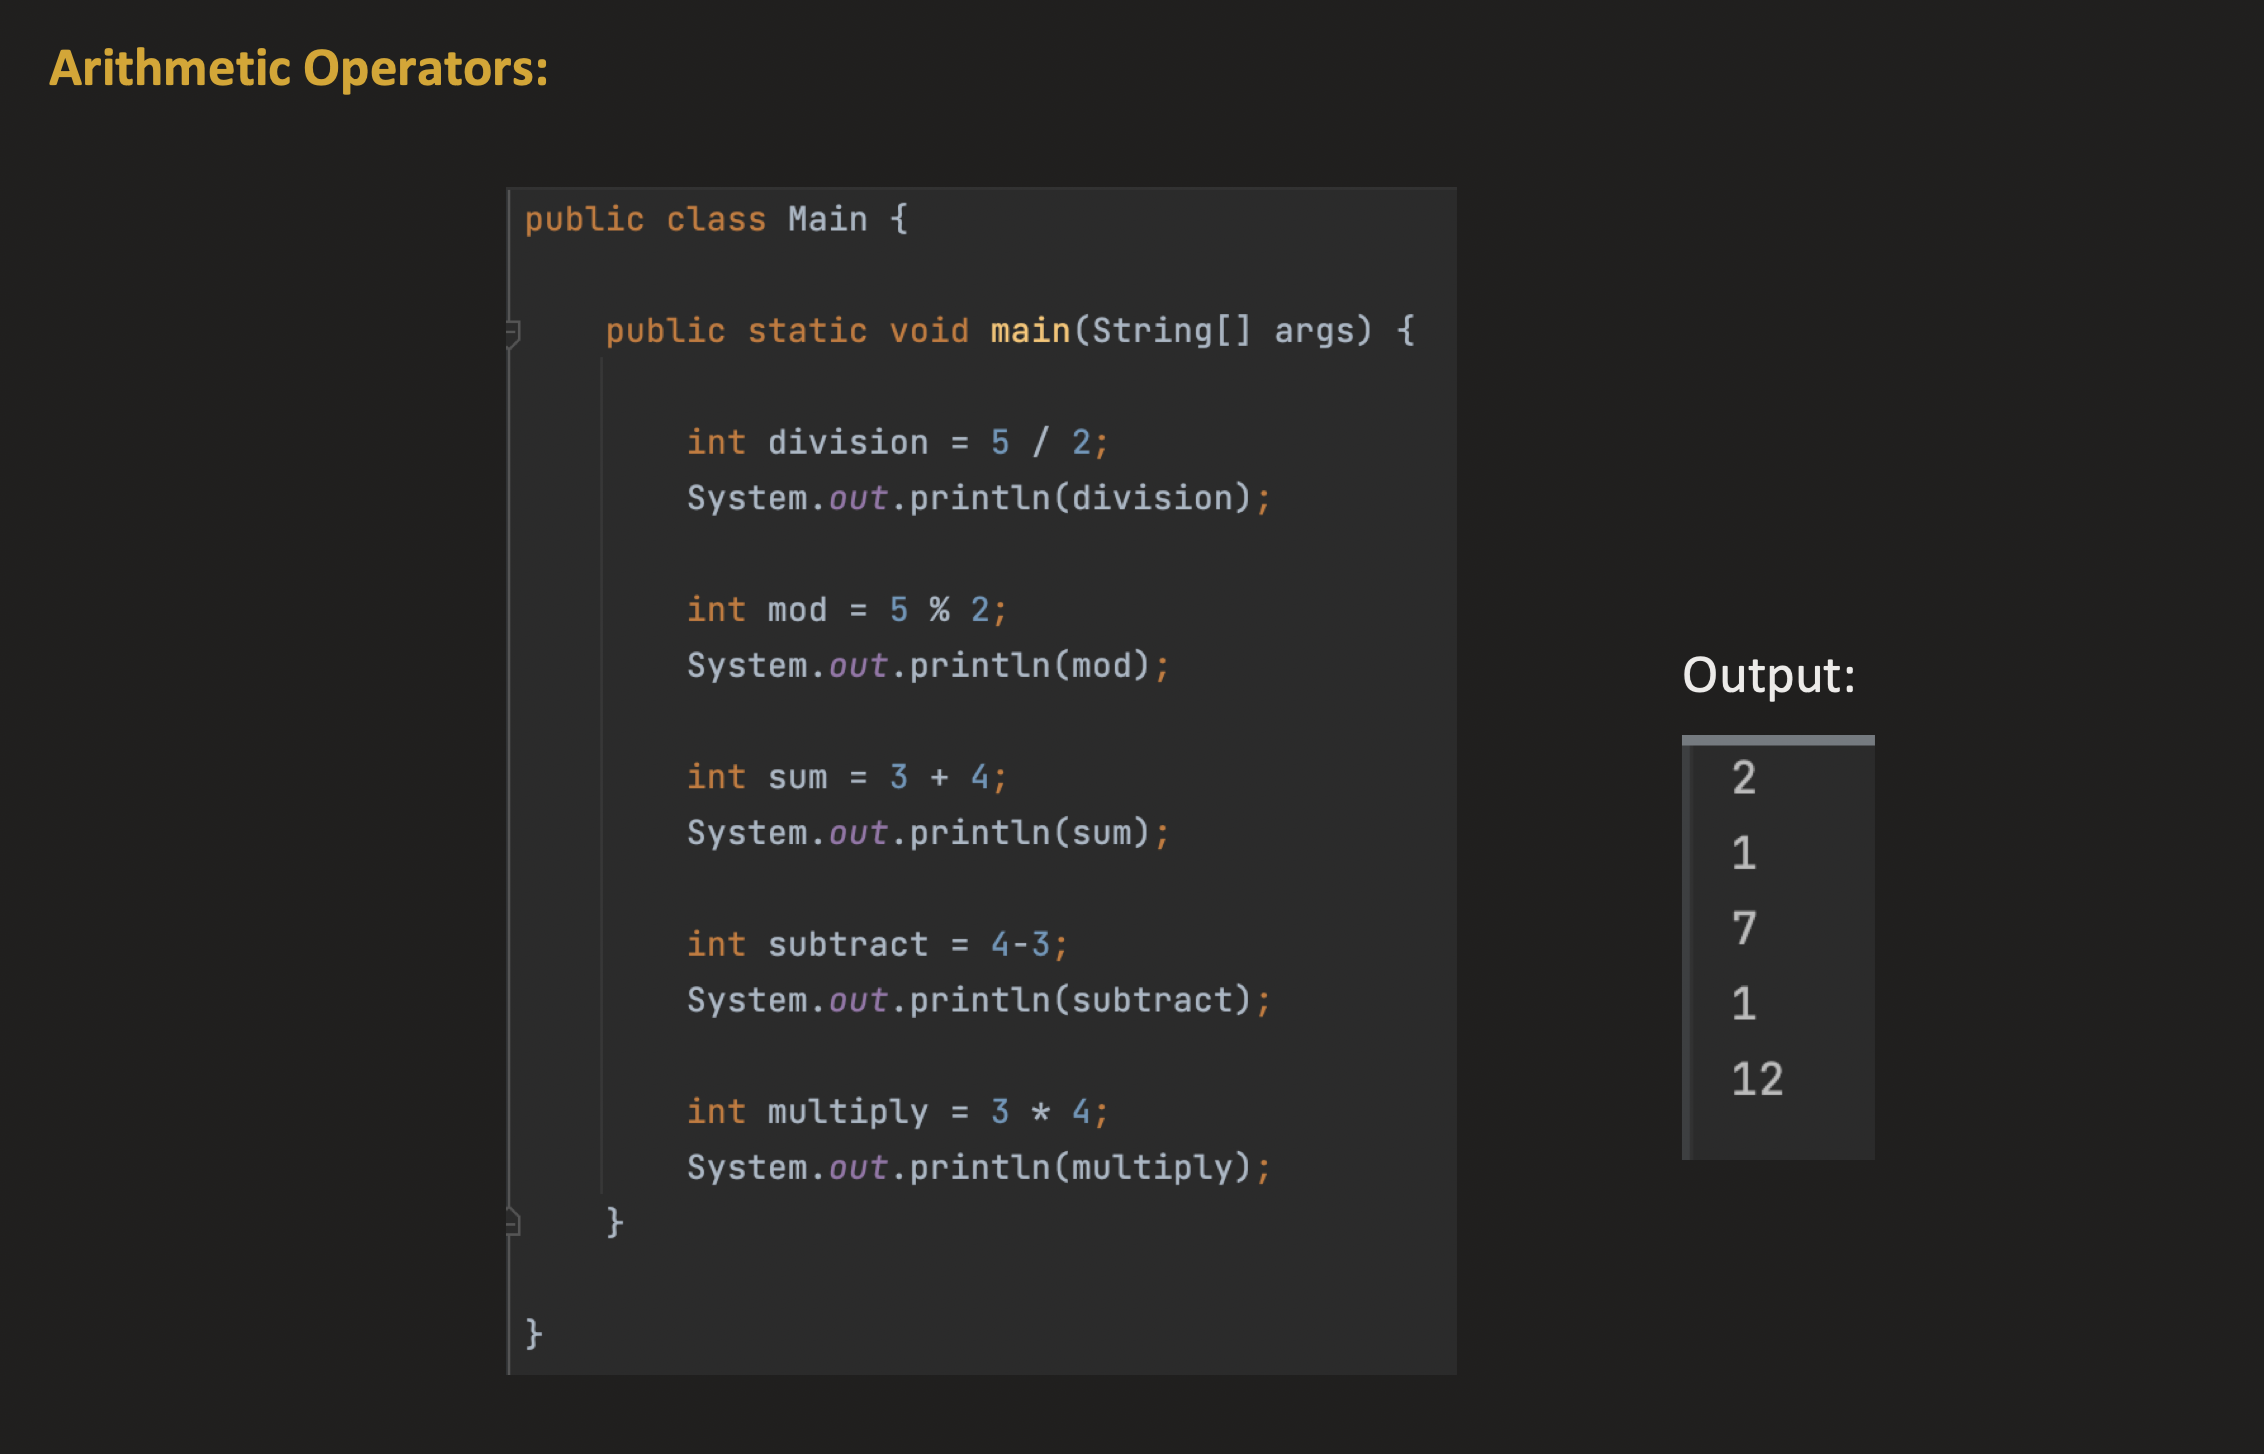 Arithmetic Operators:
public class Main {
public static void main(String[] args) {
int division = 5 / 2;
System.out.println(division);
int mod = 5 % 2;
System.out.println(mod);
int sum = 3 + 4;
System.out.println(sum);
int subtract = 4-3;
System.out.println(subtract);
int multiply = 3 * 4;
System.out.println(multiply);
}
}
Output:
2
1
7
1
12